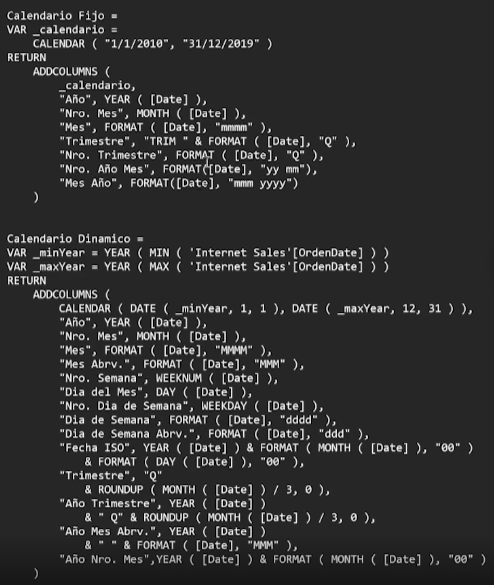 Calendario Fijo =
VAR _calendario =
    CALENDAR ( "1/1/2010", "31/12/2019" )
RETURN
    ADDCOLUMNS (
        _calendario,
        "Año", YEAR ( [Date] ),
        "Nro. Mes", MONTH ( [Date] ),
        "Mes", FORMAT ( [Date], "mmmm" ),
        "Trimestre", "TRIM " & FORMAT ( [Date], "Q" ),
        "Nro. Trimestre", FORMAT ( [Date], "Q" ),
        "Nro. Año Mes", FORMAT([Date], "yy mm"),
        "Mes Año", FORMAT([Date], "mmm yyyy")
    )
Calendario Dinamico =
VAR _minYear = YEAR ( MIN ( 'Internet Sales'[OrdenDate] ) )
VAR _maxYear = YEAR ( MAX ( 'Internet Sales'[OrdenDate] ) )
RETURN
    ADDCOLUMNS (
        CALENDAR ( DATE ( _minYear, 1, 1 ), DATE ( _maxYear, 12, 31 ) ),
        "Año", YEAR ( [Date] ),
        "Nro. Mes", MONTH ( [Date] ),
        "Mes", FORMAT ( [Date], "MMMM" ),
        "Mes Abrv.", FORMAT ( [Date], "MMM" ),
        "Nro. Semana", WEEKNUM ( [Date] ),
        "Dia del Mes", DAY ( [Date] ),
        "Nro. Dia de Semana", WEEKDAY ( [Date] ),
        "Dia de Semana", FORMAT ( [Date], "dddd" ),
        "Dia de Semana Abrv.", FORMAT ( [Date], "ddd" ),
        "Fecha ISO", YEAR ( [Date] ) & FORMAT ( MONTH ( [Date] ), "00" )
            & FORMAT ( DAY ( [Date] ), "00" ),
        "Trimestre", "Q"
            & ROUNDUP ( MONTH ( [Date] ) / 3, 0 ),
        "Año Trimestre", YEAR ( [Date] )
            & " Q" & ROUNDUP ( MONTH ( [Date] ) / 3, 0 ),
        "Año Mes Abrv.", YEAR ( [Date] )
            & " " & FORMAT ( [Date], "MMM" ),
        "Año Nro. Mes",YEAR ( [Date] ) & FORMAT ( MONTH ( [Date] ), "00" )
    )